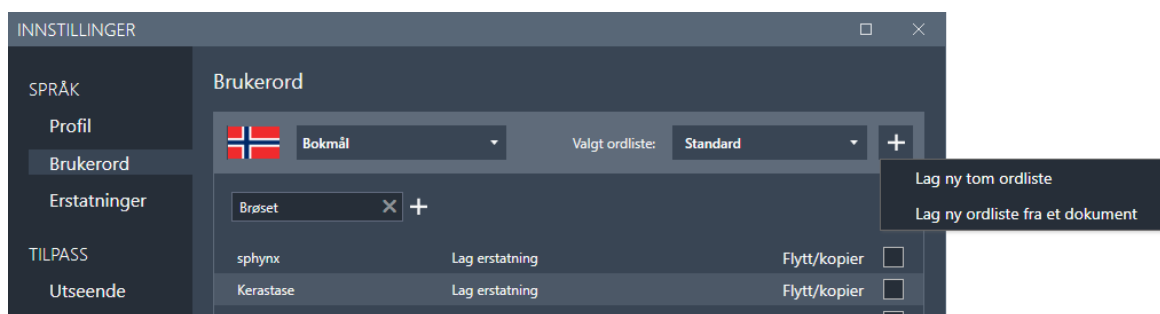 INNSTILLINGER
SPRÅK
Profil
Brukerord
Erstatninger
TILPASS
Utseende
Brukerord
Bokmål Valgt ordliste: Standard
Lag ny tom ordliste
Lag ny ordliste fra et dokument
Brøset
sphynx Lag erstatning Flytt/kopier
Kerastase Lag erstatning Flytt/kopier